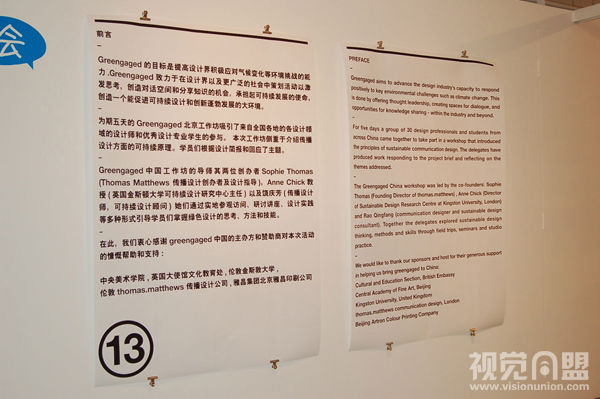 会
前言
–
Greengaged 的目标是提高设计界积极应对气候变化等环境挑战的能
力.Greengaged 致力于在设计界以及更广泛的社会中策划活动以激
发思考，创造对话空间和分享知识的机会，承担起可持续发展的使命，
创造一个能促进可持续设计和创新蓬勃发展的大环境。
–
为期五天的 Greengaged 北京工作坊吸引了来自全国各地的各设计领
域的设计师和优秀设计专业学生的参与。 本次工作坊侧重于介绍传播
设计方面的可持续原理。学员们根据设计简报和回应了主题。
–
Greengaged 中国工作坊的导师其两位创办者 Sophie Thomas
(Thomas Matthews 传播设计创办者及设计指导)、Anne Chick 教
授 (英国金斯顿大学可持续设计研究中心主任) 以及饶庆芳 (传播设计
师，可持续设计顾问) 她们通过实地参观访问、研讨讲座、设计实践
等多种形式引导学员们掌握绿色设计的思考、方法和技能。
–
在此，我们衷心感谢 greengaged 中国的主办方和赞助商对本次活动
的慷慨帮助和支持：
中央美术学院，英国大使馆文化教育处，伦敦金斯敦大学，
伦敦 thomas.matthews 传播设计公司，雅昌集团北京雅昌印刷公司
13
PREFACE
–
Greengaged aims to advance the design industry's capacity to respond
positively to key environmental challenges such as climate change. This
is done by offering thought leadership, creating spaces for dialogue, and
opportunities for knowledge sharing - within the industry and beyond.
–
For five days a group of 30 design professionals and students from
across China came together to take part in a workshop that introduced
the principles of sustainable communication design. The delegates have
produced work responding to the project brief and reflecting on the
themes addressed.
–
The Greengaged China workshop was led by the co-founders: Sophie
Thomas (Founding Director of thomas.matthews) , Anne Chick (Director
of Sustainable Design Research Centre at Kingston University, London)
and Rao Qingfang (communication designer and sustainable design
consultant). Together the delegates explored sustainable design
thinking, methods and skills through field trips, seminars and studio
practice.
–
We would like to thank our sponsors and host for their generous support
in helping us bring greengaged to China:
Cultural and Education Section, British Embassy
Central Academy of Fine Art, Beijing
Kingston University, United Kingdom
thomas.matthews communication design, London
Beijing Artron Colour Printing Company
视觉同盟
www.visionunion.com